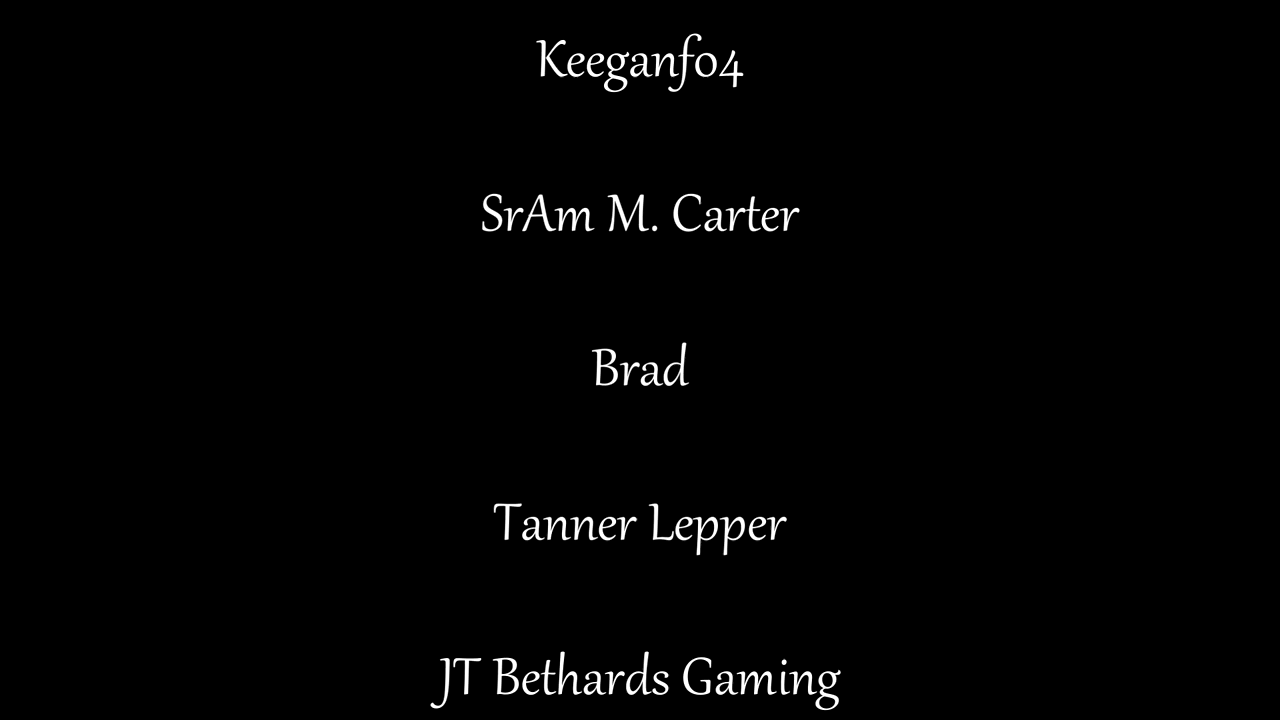 Keeganf04
SrAm M. Carter
Brad
Tanner Lepper
JT Bethards Gaming